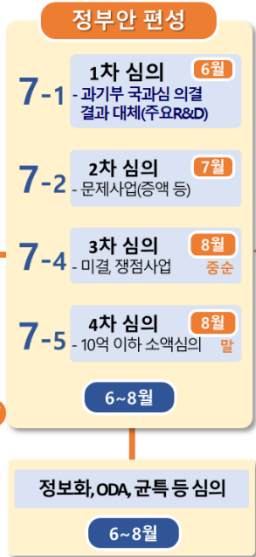 정부안 편성
1차 심의 6월
7-1 - 과기부 국과심 의결
결과 대체(주요R&D)
2차 심의 7월
7-2 - 문제사업(증액 등)
3차 심의 8월
7-4 - 미결, 쟁점사업 중순
4차 심의 8월
7-5 - 10억 이하 소액심의 말
6~8월
정보화, ODA, 균특 등 심의
6~8월